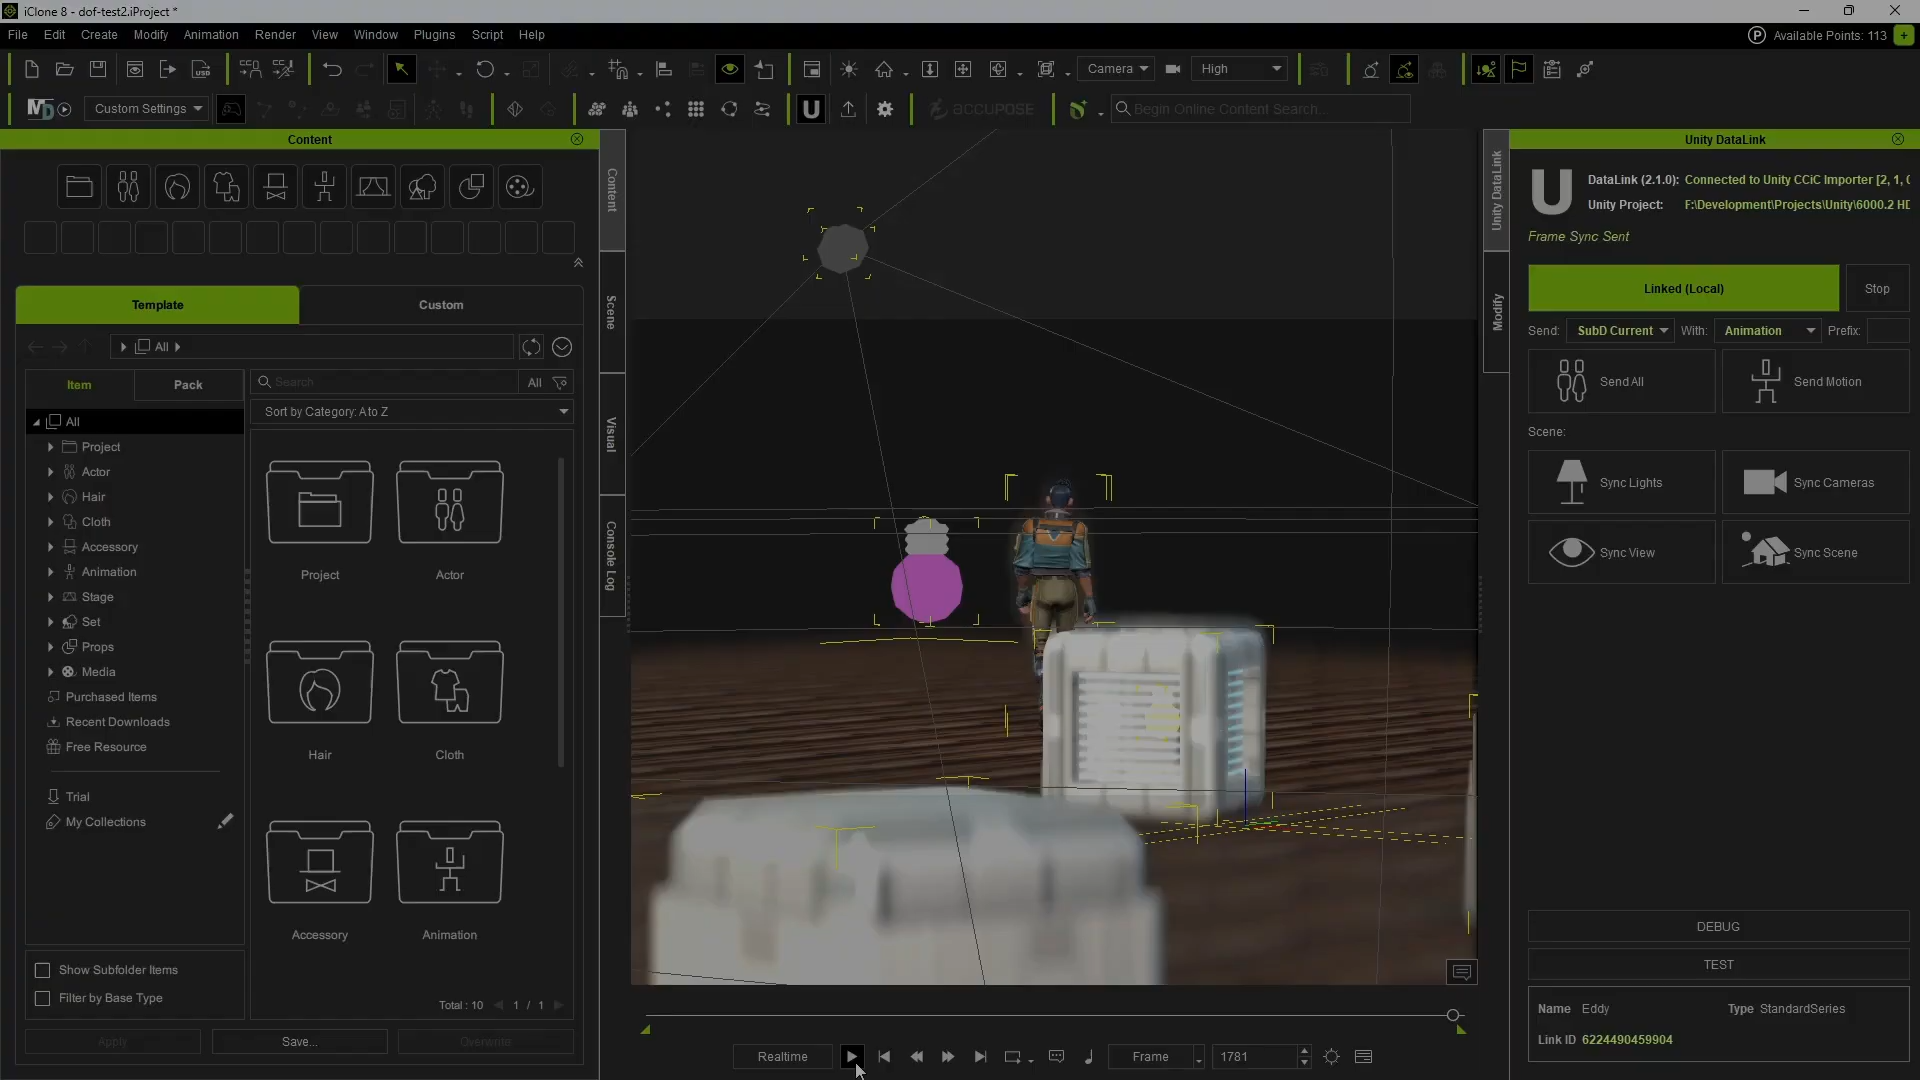 iClone 8 - dof-test2.iProject *
File Edit Create Modify Animation Render View Window Plugins Script Help
P Available Points: 113 +
Camera High
MD Custom Settings U ACCUPOSE Begin Online Content Search...
Content
Template Custom
All
Item Pack
Search All
Sort by Category: A to Z
All
Project
Actor
Hair
Cloth
Accessory
Animation
Stage
Set
Props
Media
Purchased Items
Recent Downloads
Free Resource
Trial
My Collections
Project Actor
Hair Cloth
Accessory Animation
Show Subfolder Items
Filter by Base Type
Total : 10 1 / 1
Apply Save... Overwrite
Content
Scene
Visual
Console Log
Realtime Frame 1781
Unity DataLink
Modify
Unity DataLink
DataLink (2.1.0): Connected to Unity CCiC Importer [2, 1, 0
Unity Project: F:\Development\Projects\Unity\6000.2 HD
Frame Sync Sent
Linked (Local) Stop
Send: SubD Current With: Animation Prefix:
Send All Send Motion
Scene:
Sync Lights Sync Cameras
Sync View Sync Scene
DEBUG
TEST
Name Eddy Type StandardSeries
Link ID 6224490459904